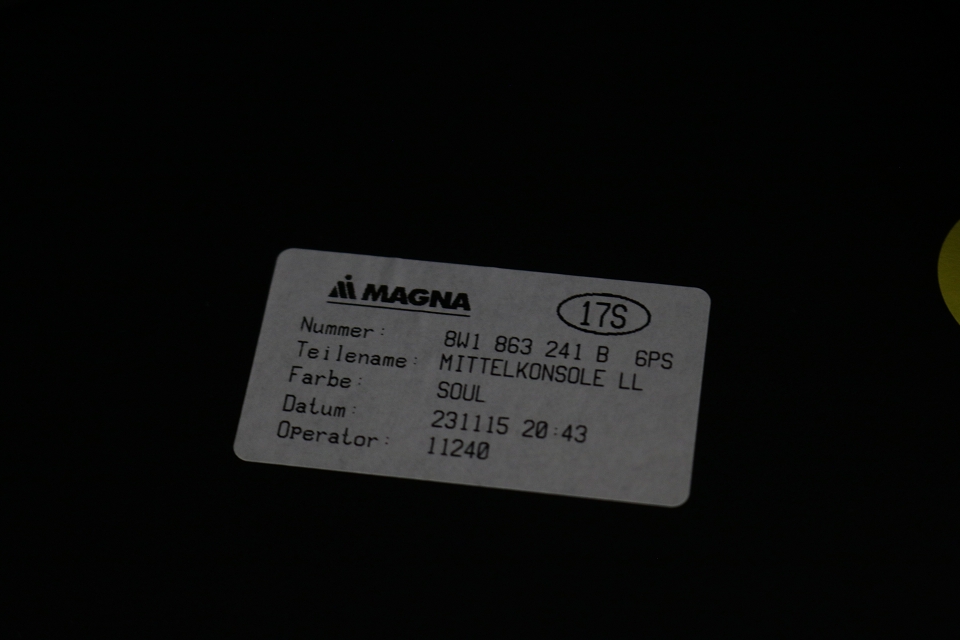 MAGNA
17S
Nummer: 8W1 863 241 B 6PS
Teilename: MITTELKONSOLE LL
Farbe: SOUL
Datum: 231115 20:43
Operator: 11240